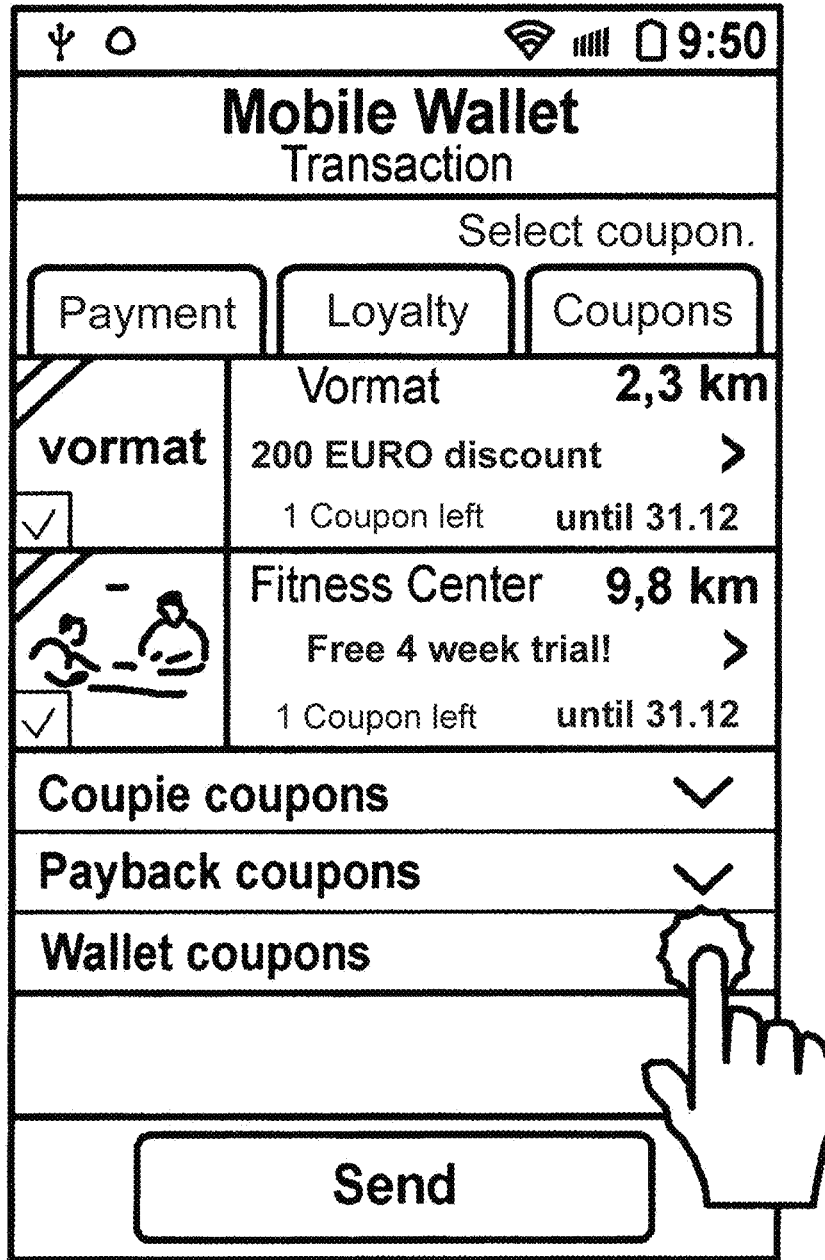 9:50
Mobile Wallet
Transaction
Select coupon.
Payment Loyalty Coupons
Vormat 2,3 km
vormat 200 EURO discount >
1 Coupon left until 31.12
Fitness Center 9,8 km
Free 4 week trial! >
1 Coupon left until 31.12
Coupie coupons
Payback coupons
Wallet coupons
Send